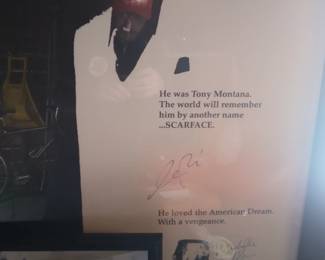 He was Tony Montana.
The world will remember
him by another name
...SCARFACE.
He loved the American Dream.
With a vengeance.